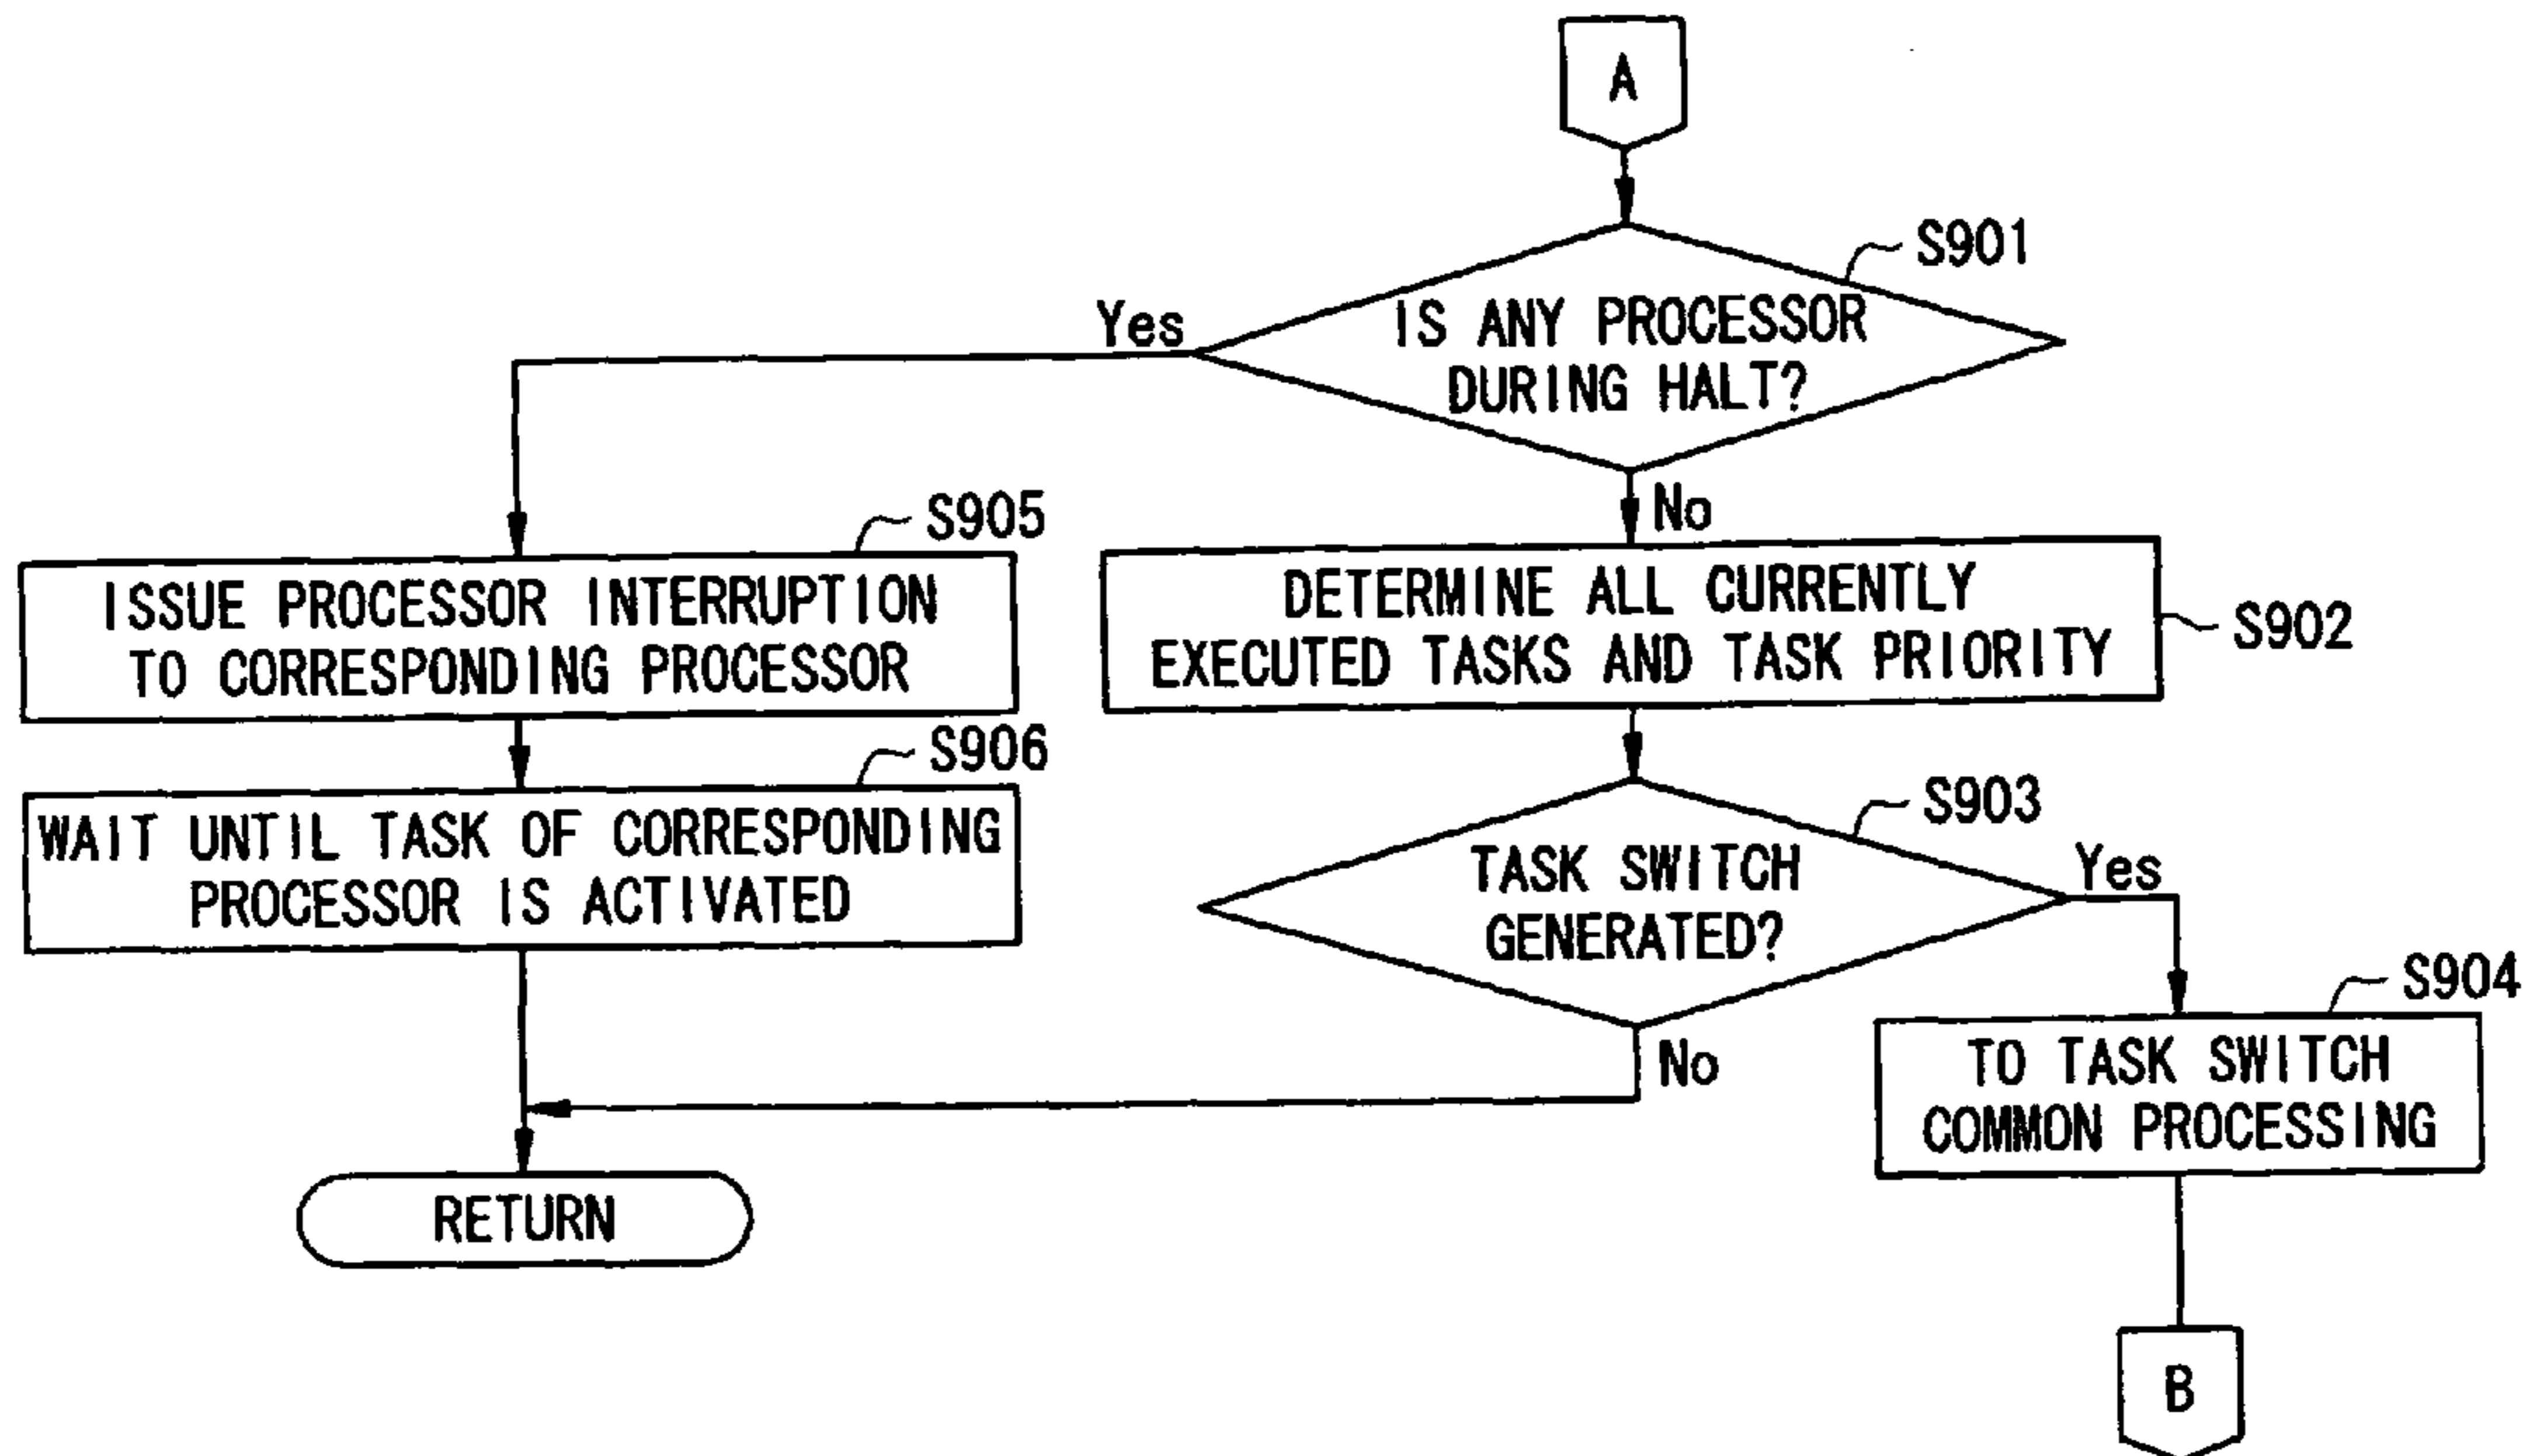 A
S901
Yes
IS ANY PROCESSOR
DURING HALT?
No
S905
ISSUE PROCESSOR INTERRUPTION
TO CORRESPONDING PROCESSOR
DETERMINE ALL CURRENTLY
EXECUTED TASKS AND TASK PRIORITY
S902
S906
WAIT UNTIL TASK OF CORRESPONDING
PROCESSOR IS ACTIVATED
S903
TASK SWITCH
GENERATED?
Yes
No
S904
TO TASK SWITCH
COMMON PROCESSING
RETURN
B